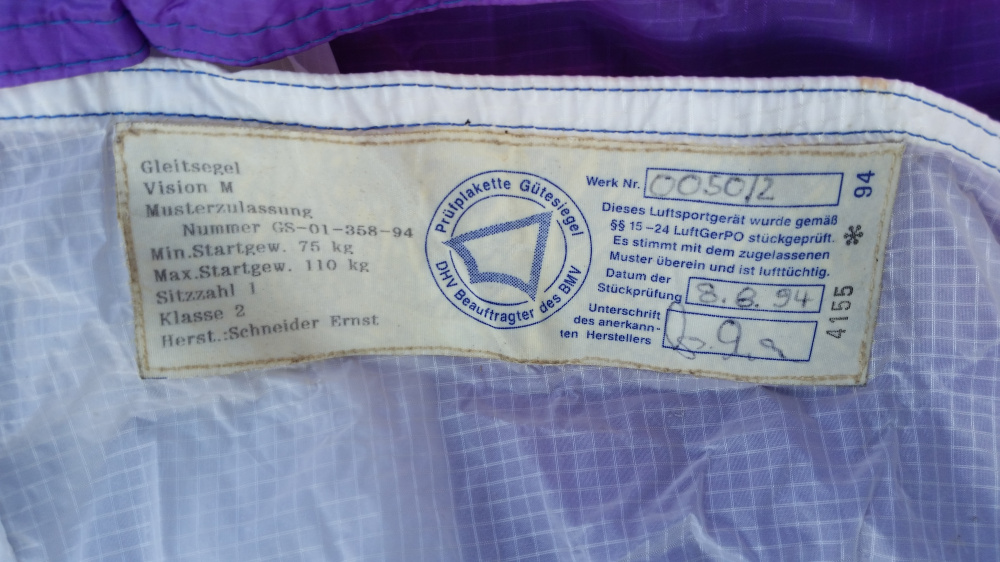 Gleitsegel
Vision M
Musterzulassung
Nummer GS-01-358-94
Min.Startgew. 75 kg
Max.Startgew. 110 kg
Sitzzahl 1
Klasse 2
Herst.:Schneider Ernst
Prüfplakette Gütesiegel
DHV Beauftragter des BMV
Werk Nr. 0050/2
Dieses Luftsportgerät wurde gemäß
§§ 15-24 LuftGerPO stückgeprüft.
Es stimmt mit dem zugelassenen
Muster überein und ist lufttüchtig.
Datum der
Stückprüfung 8.8.94
Unterschrift
des anerkann-
ten Herstellers
94
*
4155